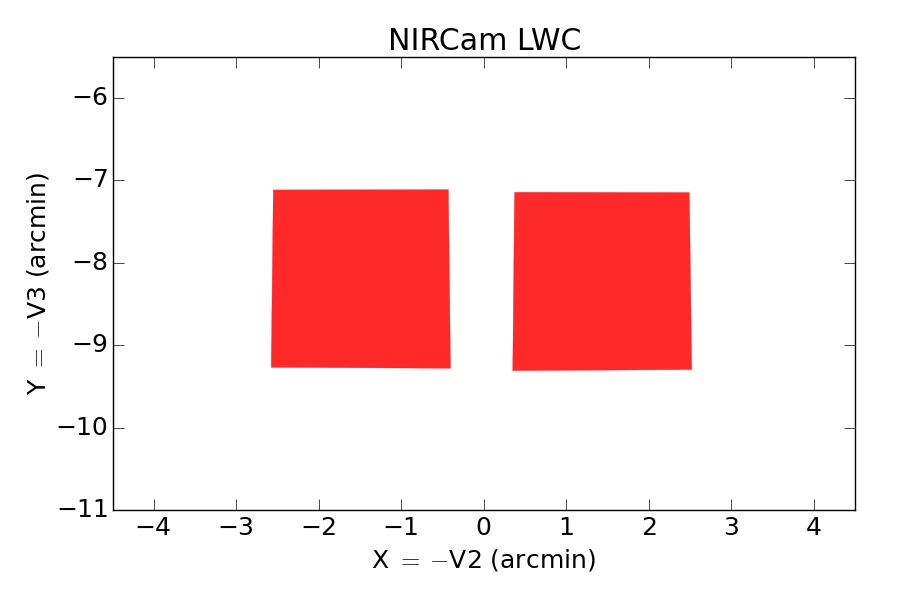 NIRCam LWC
−6
−7
−8
−9
−10
−11
Y = −V3 (arcmin)
−4 −3 −2 −1 0 1 2 3 4
X = −V2 (arcmin)